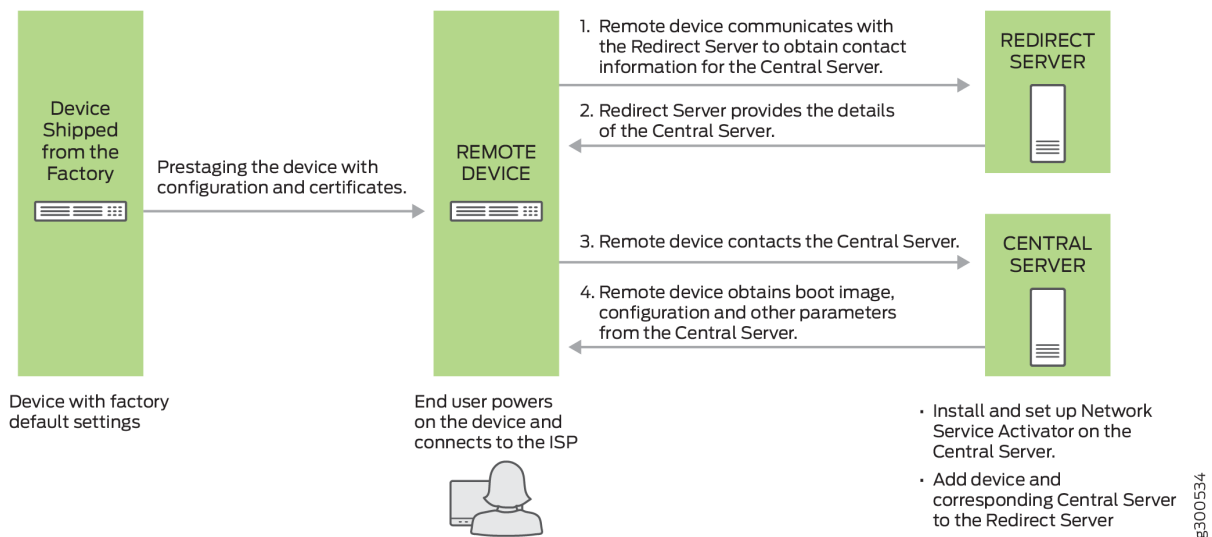 Device
Shipped
from the
Factory
Prestaging the device with
configuration and certificates.
REMOTE
DEVICE
1. Remote device communicates with
the Redirect Server to obtain contact
information for the Central Server.
2. Redirect Server provides the details
of the Central Server.
REDIRECT
SERVER
3. Remote device contacts the Central Server.
4. Remote device obtains boot image,
configuration and other parameters
from the Central Server.
CENTRAL
SERVER
Device with factory
default settings
End user powers
on the device and
connects to the ISP
• Install and set up Network
Service Activator on the
Central Server.
• Add device and
corresponding Central Server
to the Redirect Server
g300534